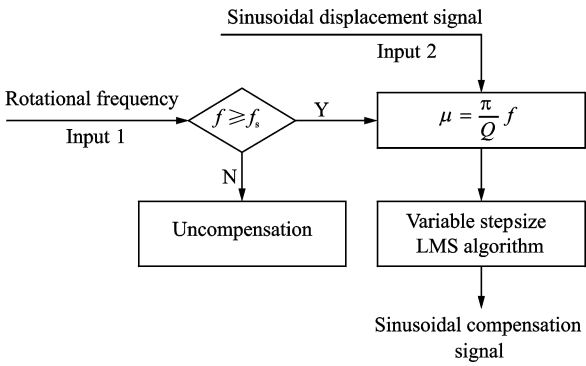 Sinusoidal displacement signal
Input 2
Rotational frequency
Input 1
f ⩾ fₛ
Y
μ = π/Q f
N
Uncompensation
Variable stepsize
LMS algorithm
Sinusoidal compensation
signal